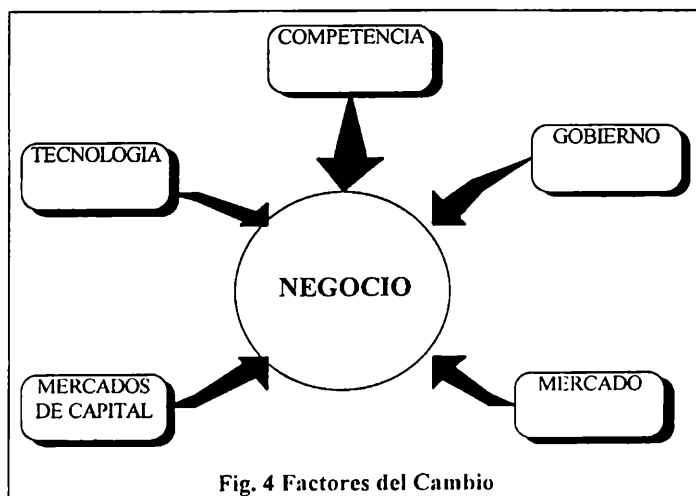 COMPETENCIA
TECNOLOGIA
GOBIERNO
NEGOCIO
MERCADOS
DE CAPITAL
MERCADO
Fig. 4 Factores del Cambio